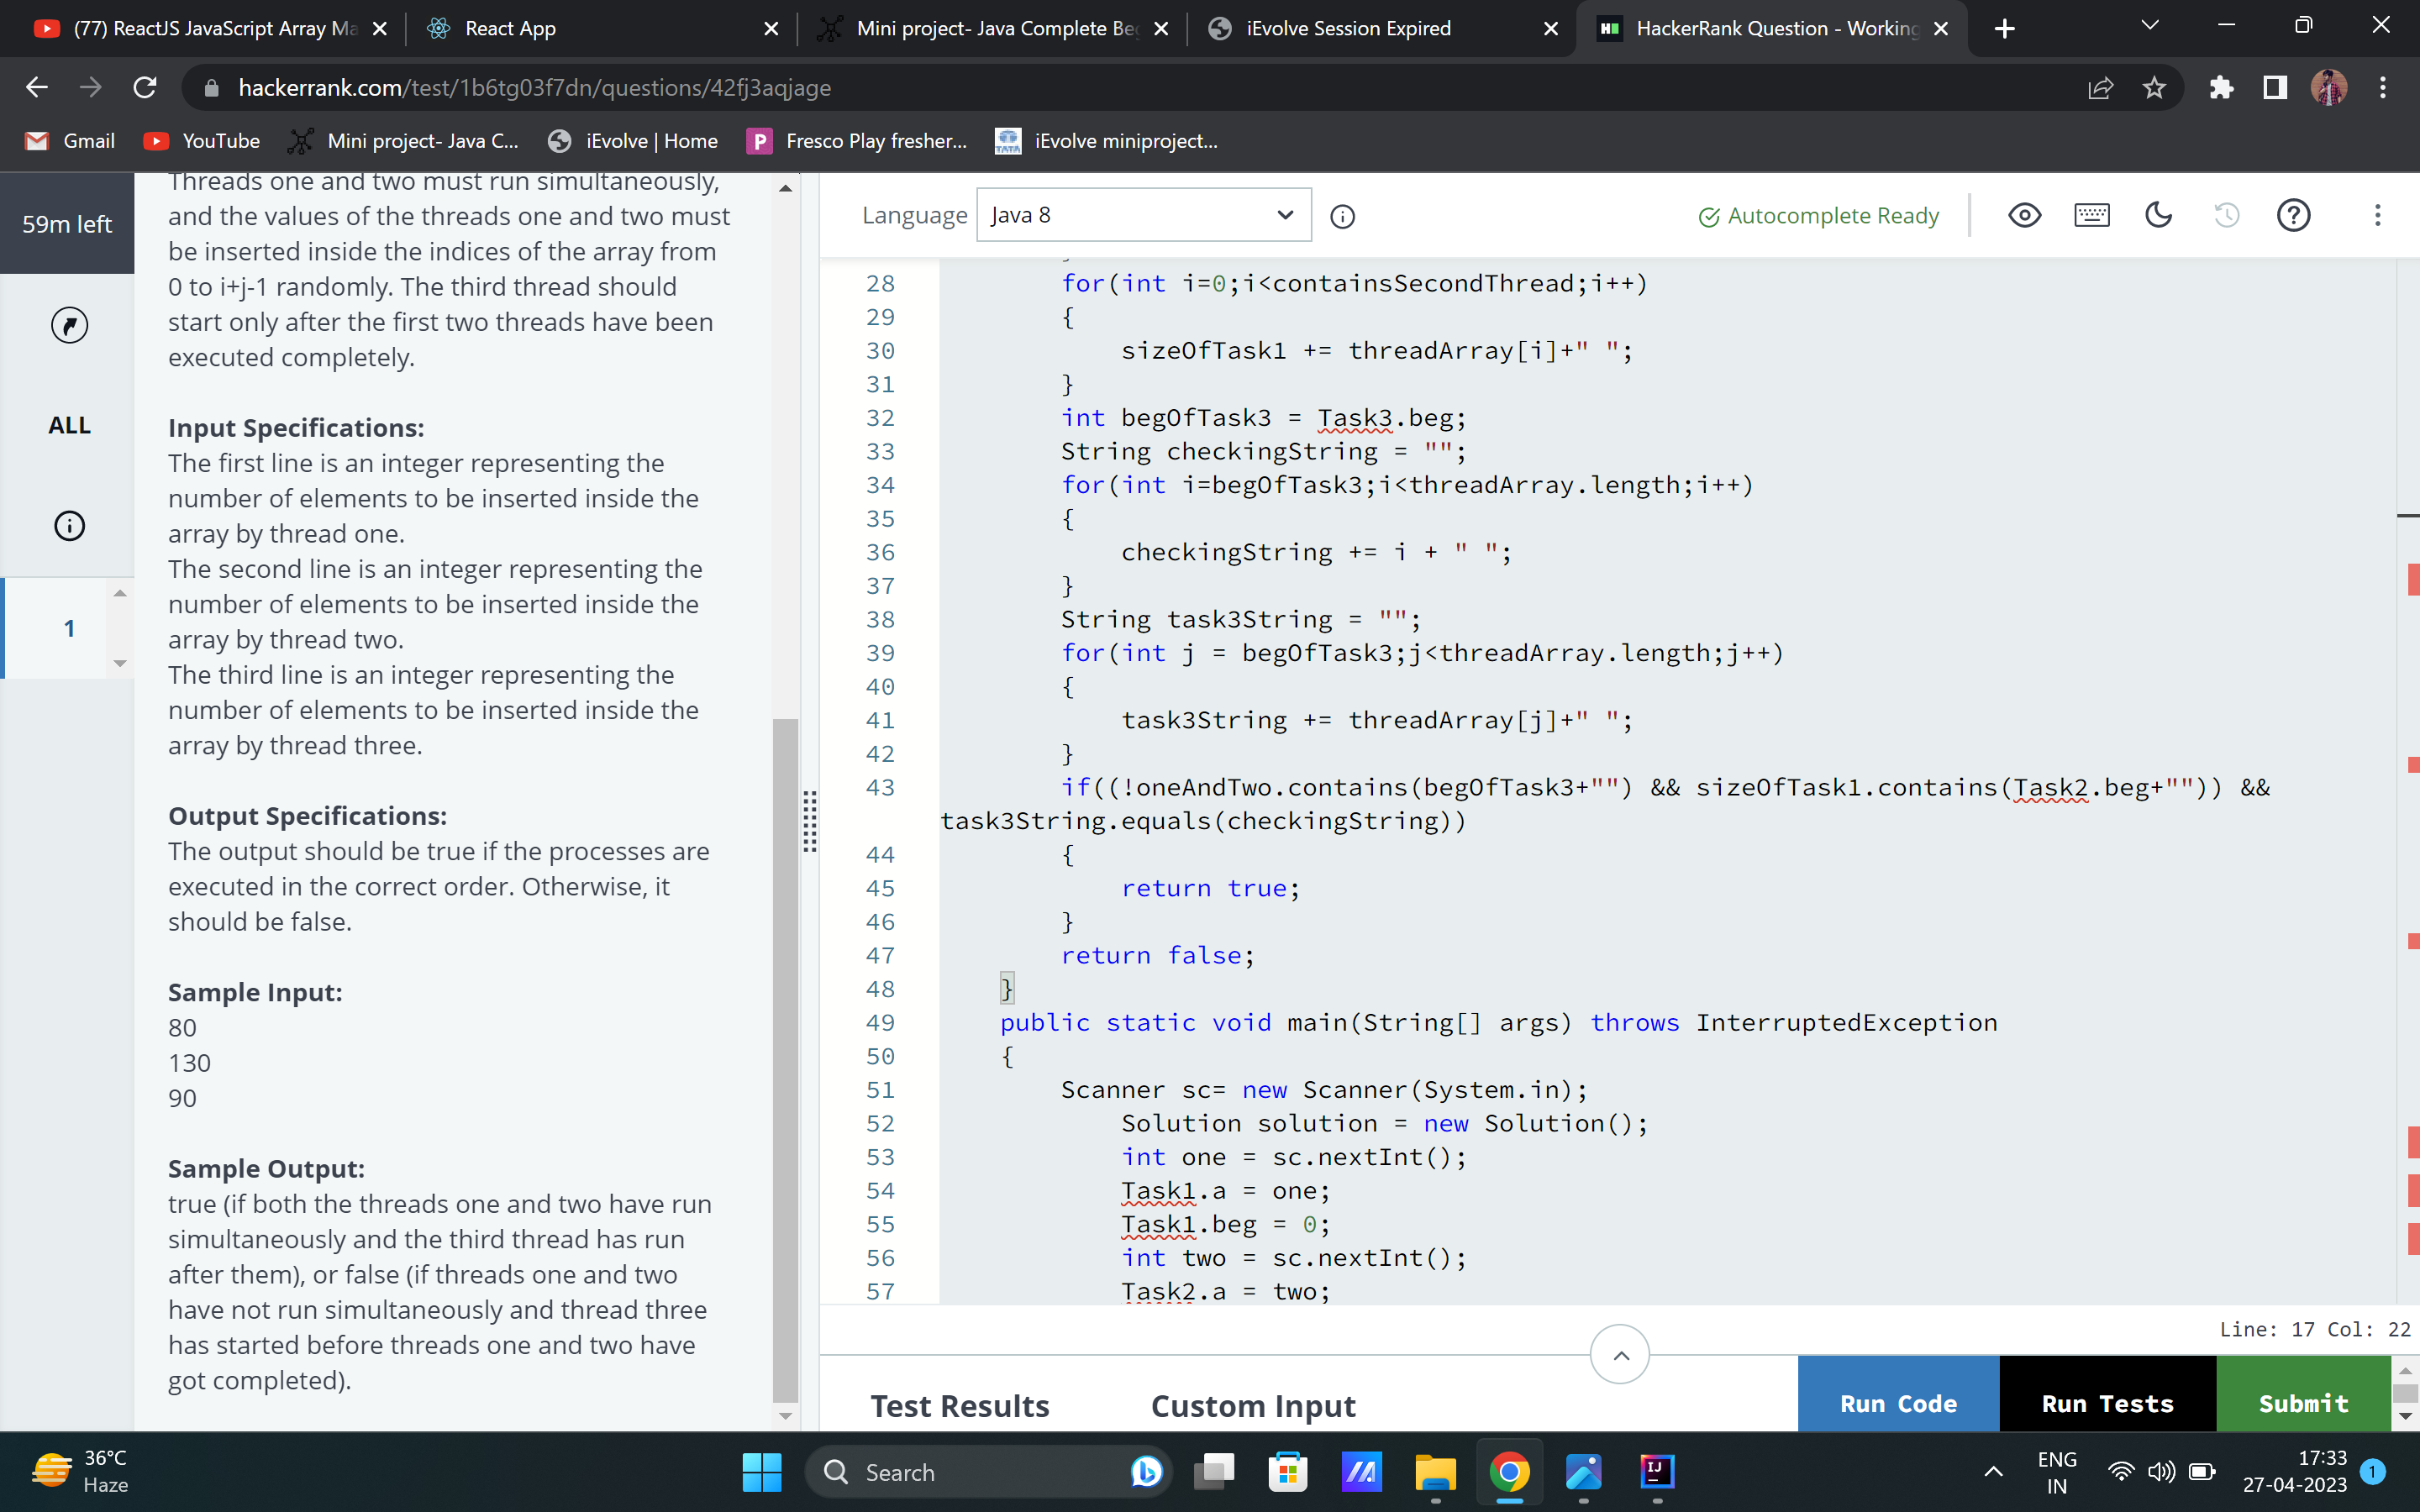 (77) ReactJS JavaScript Array Ma
React App
Mini project- Java Complete Be
iEvolve Session Expired
HackerRank Question - Working
hackerrank.com/test/1b6tg03f7dn/questions/42fj3aqjage
Gmail
YouTube
Mini project- Java C...
iEvolve | Home
Fresco Play fresher...
iEvolve miniproject...
59m left
ALL
1
Threads one and two must run simultaneously,
and the values of the threads one and two must
be inserted inside the indices of the array from
0 to i+j-1 randomly. The third thread should
start only after the first two threads have been
executed completely.
Input Specifications:
The first line is an integer representing the
number of elements to be inserted inside the
array by thread one.
The second line is an integer representing the
number of elements to be inserted inside the
array by thread two.
The third line is an integer representing the
number of elements to be inserted inside the
array by thread three.
Output Specifications:
The output should be true if the processes are
executed in the correct order. Otherwise, it
should be false.
Sample Input:
80
130
90
Sample Output:
true (if both the threads one and two have run
simultaneously and the third thread has run
after them), or false (if threads one and two
have not run simultaneously and thread three
has started before threads one and two have
got completed).
Language Java 8
Autocomplete Ready
28 for(int i=0;i<containsSecondThread;i++)
29 {
30 sizeOfTask1 += threadArray[i]+" ";
31 }
32 int begOfTask3 = Task3.beg;
33 String checkingString = "";
34 for(int i=begOfTask3;i<threadArray.length;i++)
35 {
36 checkingString += i + " ";
37 }
38 String task3String = "";
39 for(int j = begOfTask3;j<threadArray.length;j++)
40 {
41 task3String += threadArray[j]+" ";
42 }
43 if((!oneAndTwo.contains(begOfTask3+"") && sizeOfTask1.contains(Task2.beg+"")) &&
task3String.equals(checkingString))
44 {
45 return true;
46 }
47 return false;
48 }
49 public static void main(String[] args) throws InterruptedException
50 {
51 Scanner sc= new Scanner(System.in);
52 Solution solution = new Solution();
53 int one = sc.nextInt();
54 Task1.a = one;
55 Task1.beg = 0;
56 int two = sc.nextInt();
57 Task2.a = two;
Line: 17 Col: 22
Test Results
Custom Input
Run Code
Run Tests
Submit
36°C
Haze
Search
ENG
IN
17:33
27-04-2023
1